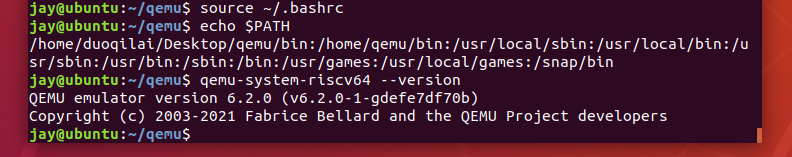 jay@ubuntu:~/qemu$ source ~/.bashrc
jay@ubuntu:~/qemu$ echo $PATH
/home/duoqilai/Desktop/qemu/bin:/home/qemu/bin:/usr/local/sbin:/usr/local/bin:/u
sr/sbin:/usr/bin:/sbin:/bin:/usr/games:/usr/local/games:/snap/bin
jay@ubuntu:~/qemu$ qemu-system-riscv64 --version
QEMU emulator version 6.2.0 (v6.2.0-1-gdefe7df70b)
Copyright (c) 2003-2021 Fabrice Bellard and the QEMU Project developers
jay@ubuntu:~/qemu$